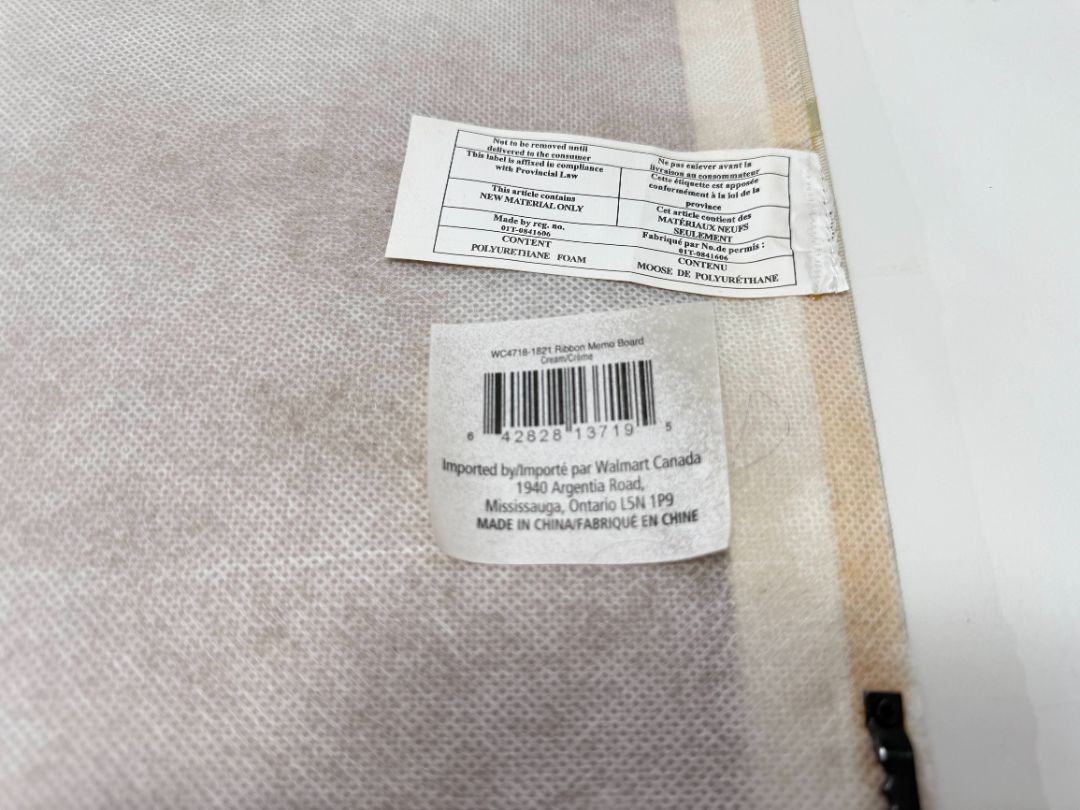 Not to be removed until
delivered to the consumer
This label is affixed in compliance
with Provincial Law
This article contains
NEW MATERIAL ONLY
Made by reg. no.
01T-0841606
CONTENT
POLYURETHANE FOAM
Ne pas enlever avant la
livraison au consommateur
Cette étiquette est apposée
conformément à la loi de la
province
Cet article contient des
MATÉRIAUX NEUFS
SEULEMENT
Fabriqué par No.de permis :
01T-0841606
CONTENU
MOOSE DE POLYURÉTHANE
WC4718-1821 Ribbon Memo Board
Cream/Crème
6 42828 13719 5
Imported by/Importé par Walmart Canada
1940 Argentia Road,
Mississauga, Ontario L5N 1P9
MADE IN CHINA/FABRIQUÉ EN CHINE